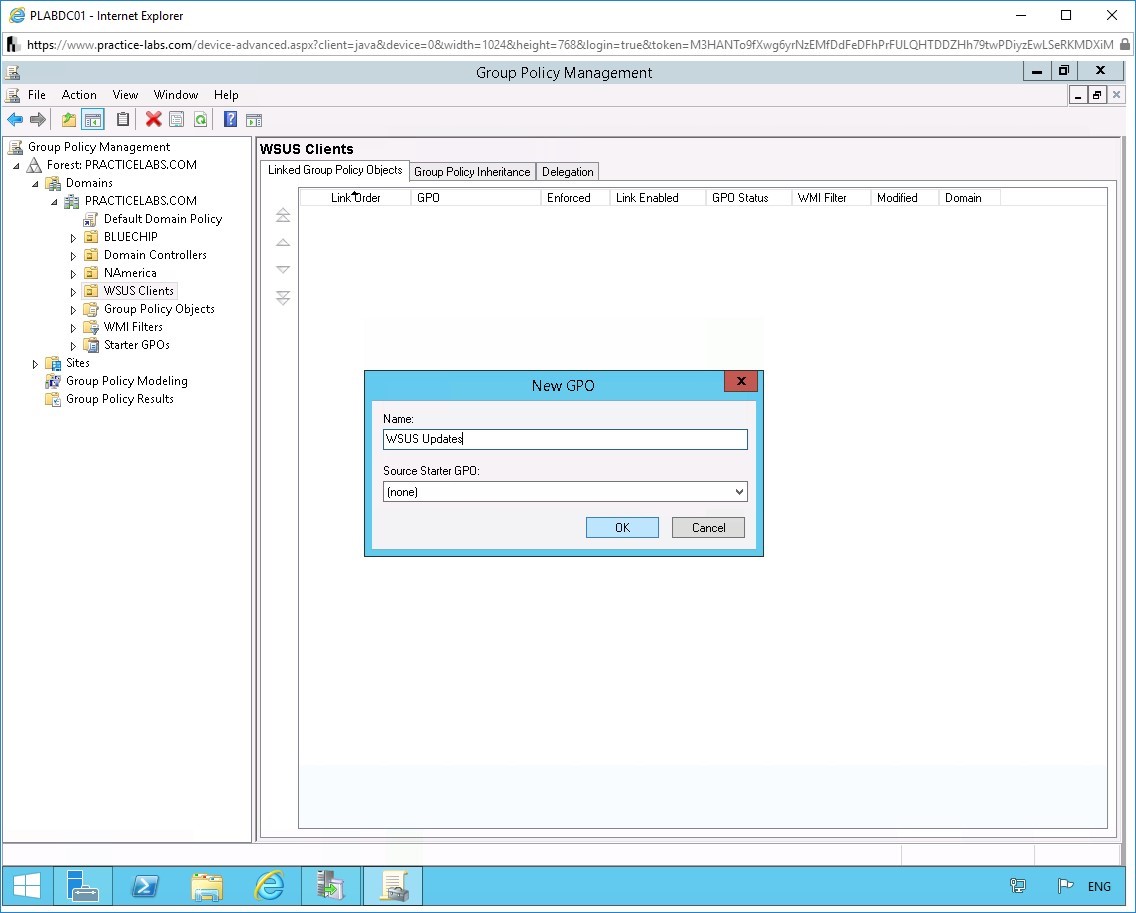 PLABDC01 - Internet Explorer
https://www.practice-labs.com/device-advanced.aspx?client=java&device=0&width=1024&height=768&login=true&token=M3HANTo9fXwg6yrNzEMfDdFeDFhPrFULQHTDDZHh79twPDiyzEwLSeRKMDXiM
Group Policy Management
File Action View Window Help
Group Policy Management
Forest: PRACTICELABS.COM
Domains
PRACTICELABS.COM
Default Domain Policy
BLUECHIP
Domain Controllers
NAmerica
WSUS Clients
Group Policy Objects
WMI Filters
Starter GPOs
Sites
Group Policy Modeling
Group Policy Results
WSUS Clients
Linked Group Policy Objects Group Policy Inheritance Delegation
Link Order GPO Enforced Link Enabled GPO Status WMI Filter Modified Domain
New GPO
Name:
WSUS Updates
Source Starter GPO:
(none)
OK Cancel
ENG